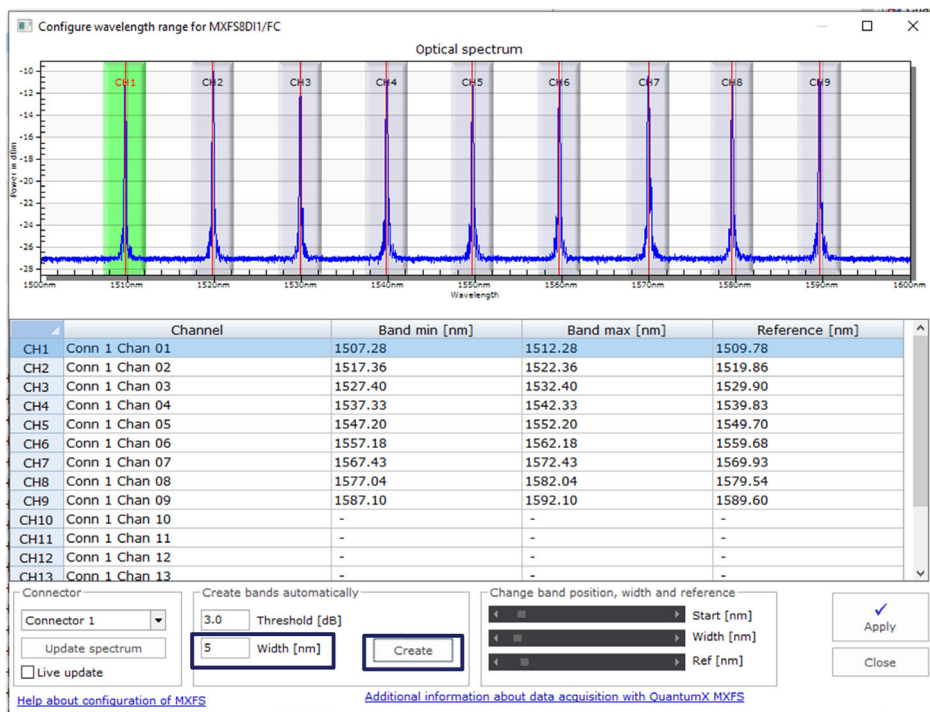 Configure wavelength range for MXFS8DI1/FC
Optical spectrum
CH1 CH2 CH3 CH4 CH5 CH6 CH7 CH8 CH9
-10
-12
-14
-16
-18
-20
-22
-24
-26
-28
Power in dBm
1500nm 1510nm 1520nm 1530nm 1540nm 1550nm 1560nm 1570nm 1580nm 1590nm 1600nm
Wavelength
Channel Band min [nm] Band max [nm] Reference [nm]
CH1 Conn 1 Chan 01 1507.28 1512.28 1509.78
CH2 Conn 1 Chan 02 1517.36 1522.36 1519.86
CH3 Conn 1 Chan 03 1527.40 1532.40 1529.90
CH4 Conn 1 Chan 04 1537.33 1542.33 1539.83
CH5 Conn 1 Chan 05 1547.20 1552.20 1549.70
CH6 Conn 1 Chan 06 1557.18 1562.18 1559.68
CH7 Conn 1 Chan 07 1567.43 1572.43 1569.93
CH8 Conn 1 Chan 08 1577.04 1582.04 1579.54
CH9 Conn 1 Chan 09 1587.10 1592.10 1589.60
CH10 Conn 1 Chan 10 - - -
CH11 Conn 1 Chan 11 - - -
CH12 Conn 1 Chan 12 - - -
CH13 Conn 1 Chan 13 - - -
Connector Create bands automatically Change band position, width and reference
Connector 1 3.0 Threshold [dB] Start [nm]
Apply
Update spectrum 5 Width [nm] Create Width [nm]
Live update Ref [nm] Close
Help about configuration of MXFS Additional information about data acquisition with QuantumX MXFS